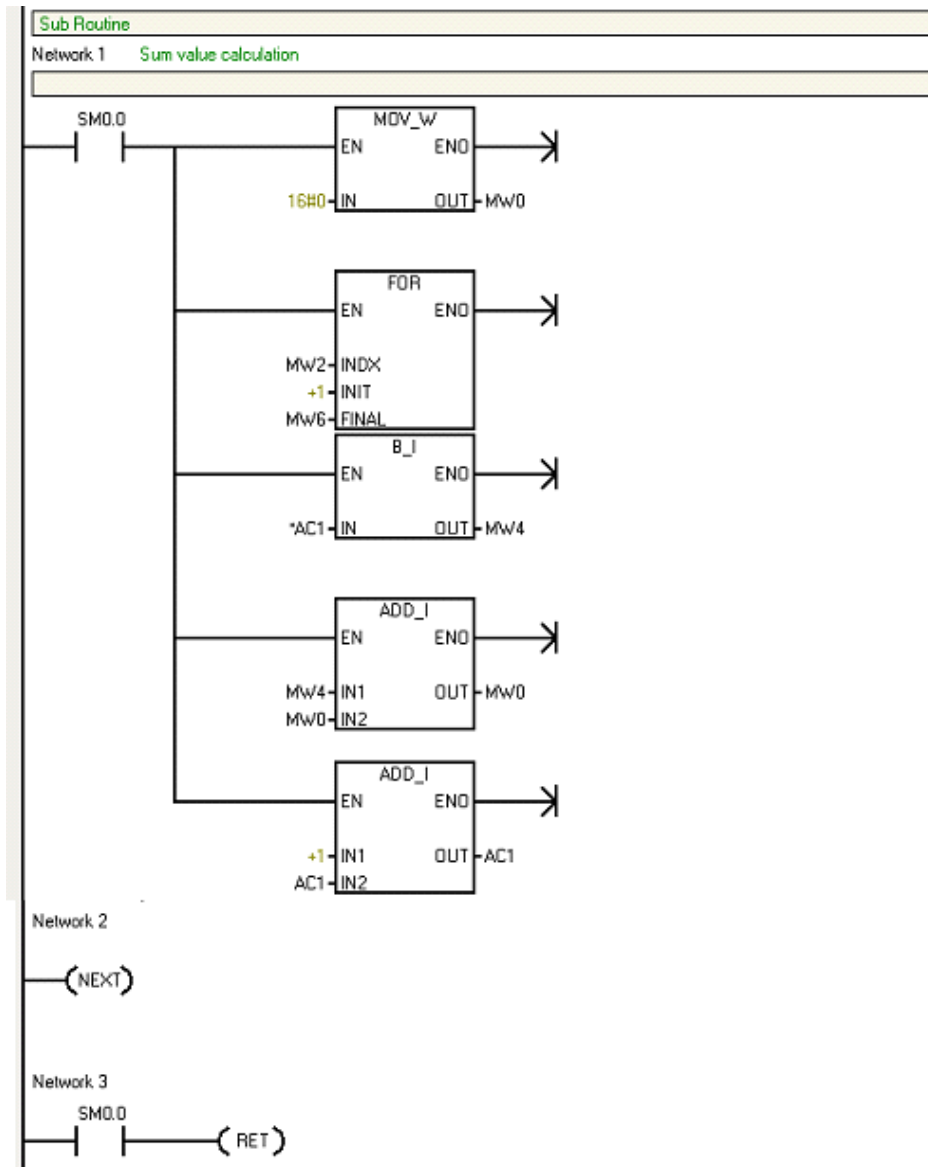 Sub Routine
Network 1 Sum value calculation
SM0.0
MOV_W
EN ENO
16#0 IN OUT MW0
FOR
EN ENO
MW2 INDX
+1 INIT
MW6 FINAL
B_I
EN ENO
*AC1 IN OUT MW4
ADD_I
EN ENO
MW4 IN1 OUT MW0
MW0 IN2
ADD_I
EN ENO
+1 IN1 OUT AC1
AC1 IN2
Network 2
(NEXT)
Network 3
SM0.0
(RET)